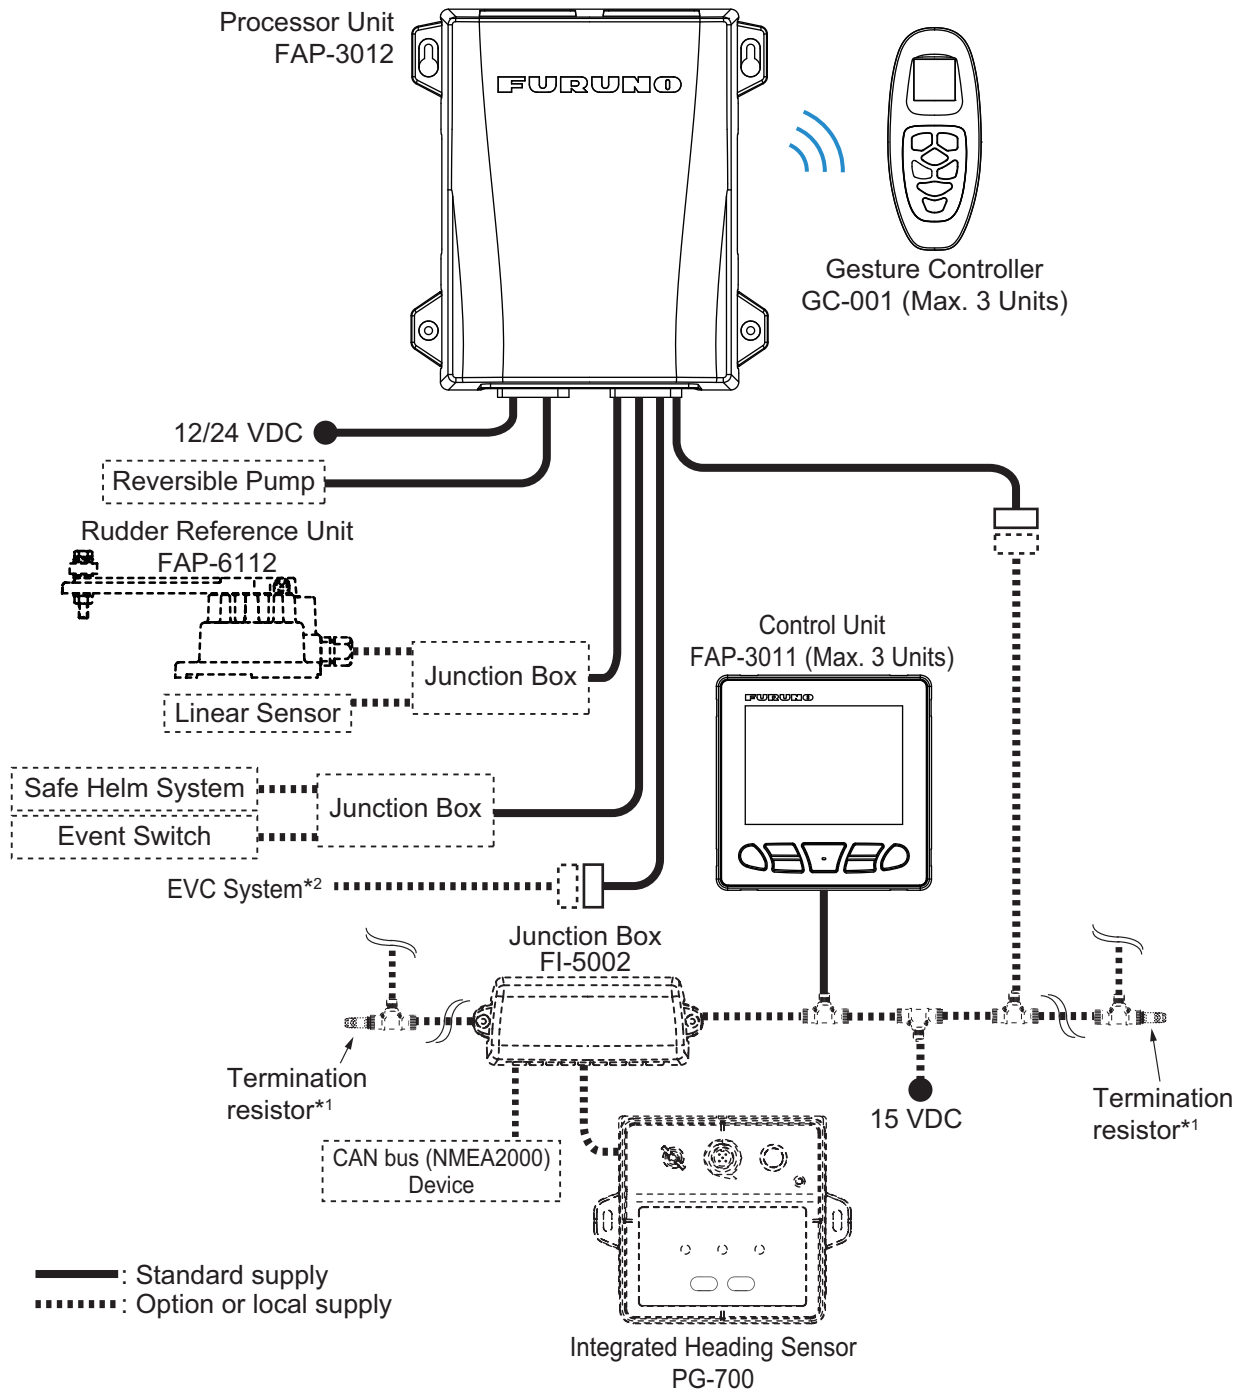 Processor Unit
FAP-3012
FURUNO
Gesture Controller
GC-001 (Max. 3 Units)
12/24 VDC
Reversible Pump
Rudder Reference Unit
FAP-6112
Junction Box
Linear Sensor
Control Unit
FAP-3011 (Max. 3 Units)
FURUNO
Safe Helm System
Junction Box
Event Switch
EVC System*2
Junction Box
FI-5002
Termination
resistor*1
15 VDC
Termination
resistor*1
CAN bus (NMEA2000)
Device
: Standard supply
: Option or local supply
Integrated Heading Sensor
PG-700